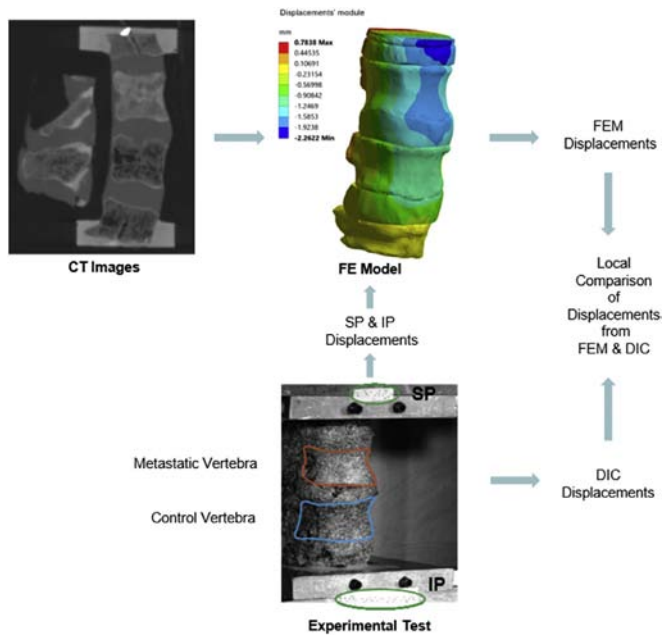 Displacements' module
mm
0.7838 Max
0.44535
0.10691
-0.23154
-0.56998
-0.90842
-1.2469
-1.5853
-1.9238
-2.2622 Min
CT Images
FE Model
FEM
Displacements
Local
Comparison
of
Displacements
from
FEM & DIC
SP & IP
Displacements
SP
Metastatic Vertebra
Control Vertebra
DIC
Displacements
IP
Experimental Test